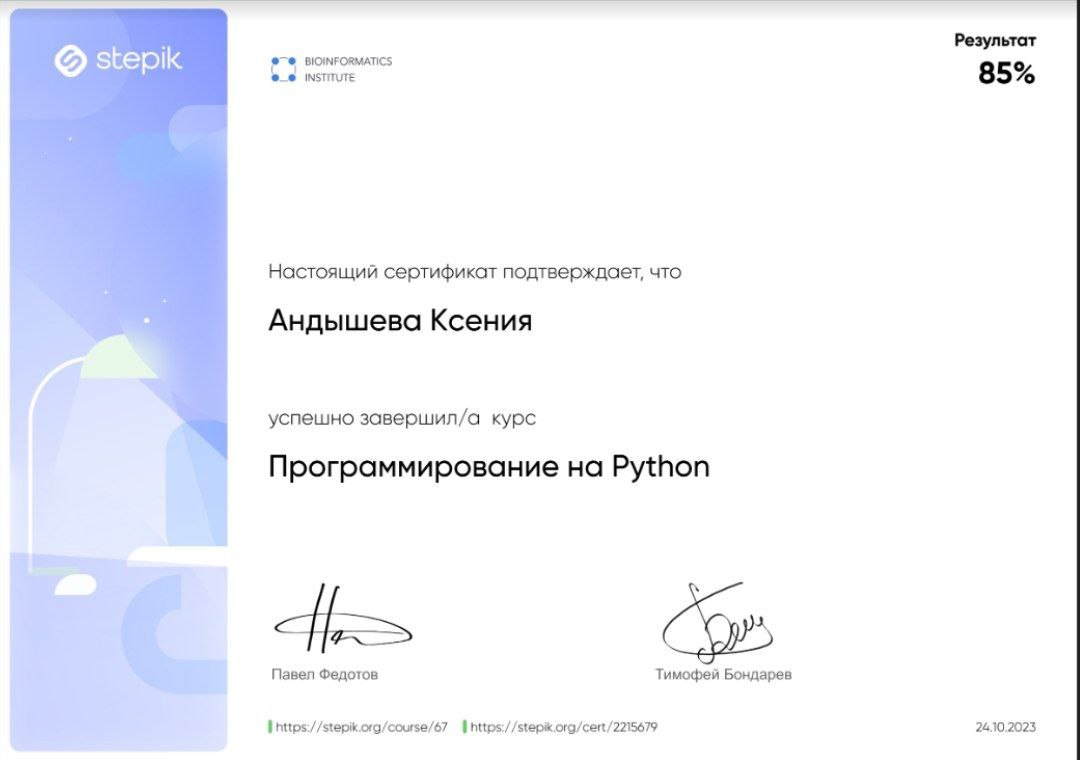 stepik
BIOINFORMATICS
INSTITUTE
Результат
85%
Настоящий сертификат подтверждает, что
Андышева Ксения
успешно завершил/а курс
Программирование на Python
Павел Федотов
Тимофей Бондарев
https://stepik.org/course/67
https://stepik.org/cert/2215679
24.10.2023